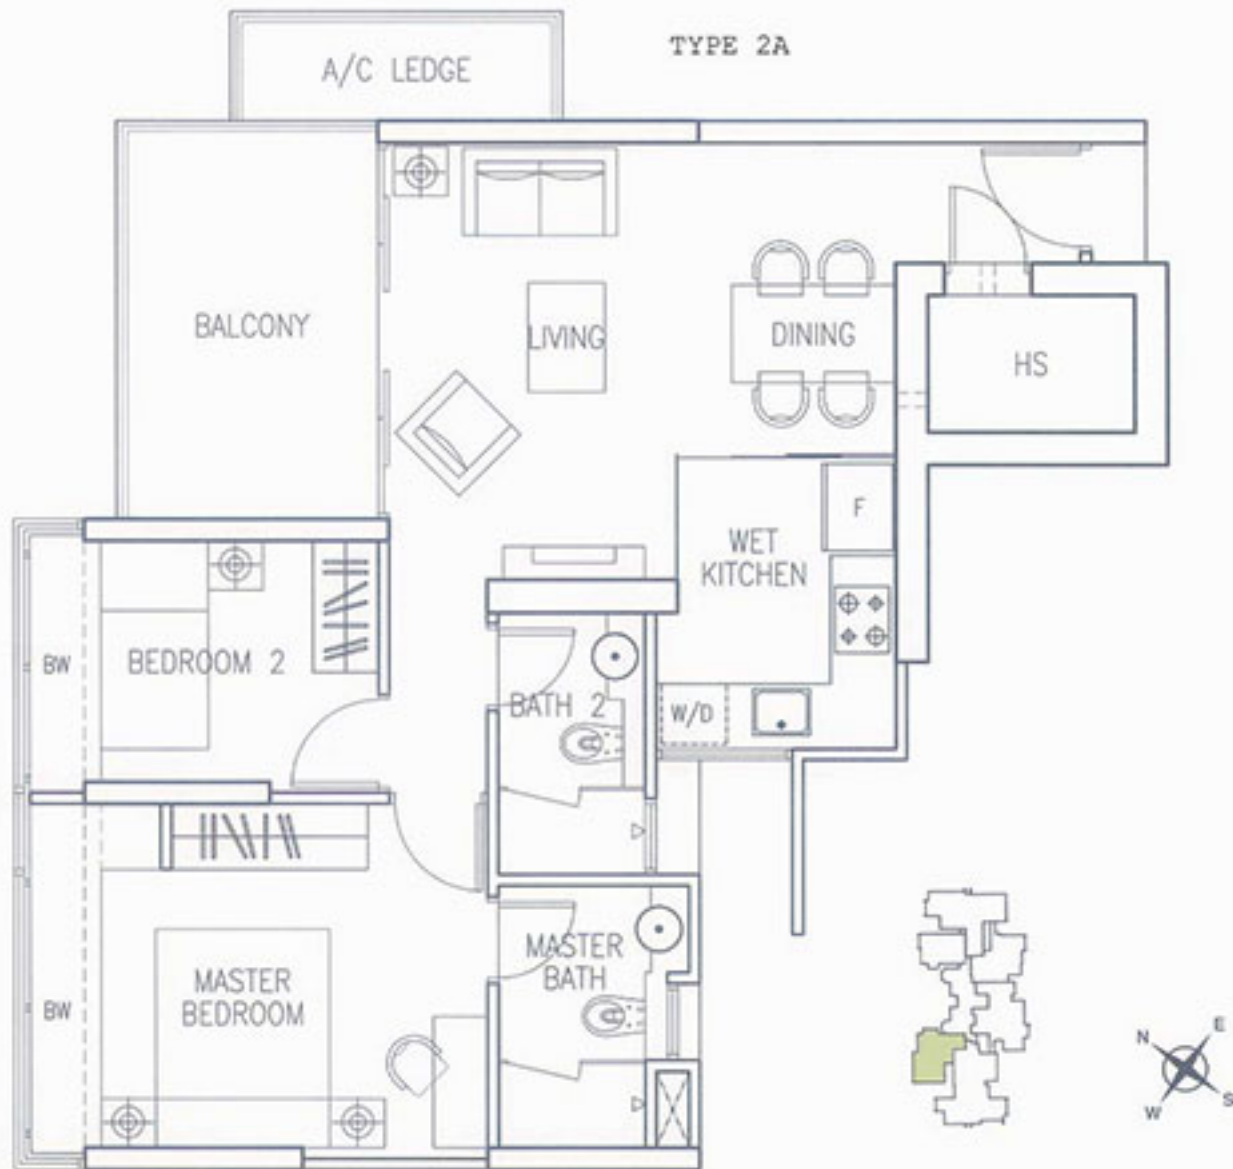 TYPE 2A
A/C LEDGE
BALCONY
LIVING
DINING
HS
F
WET
KITCHEN
BW
BEDROOM 2
BATH 2
W/D
MASTER
BATH
MASTER
BEDROOM
BW
N
E
W
S